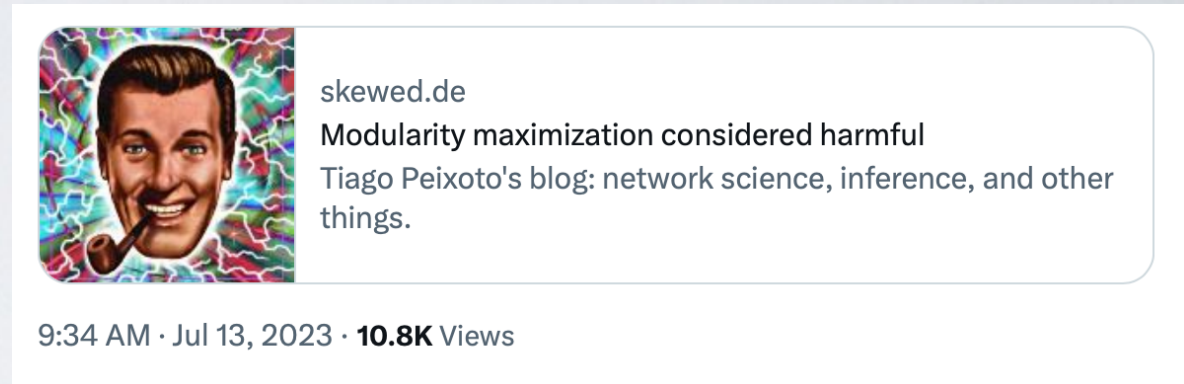 skewed.de
Modularity maximization considered harmful
Tiago Peixoto's blog: network science, inference, and other
things.
9:34 AM · Jul 13, 2023 · 10.8K Views